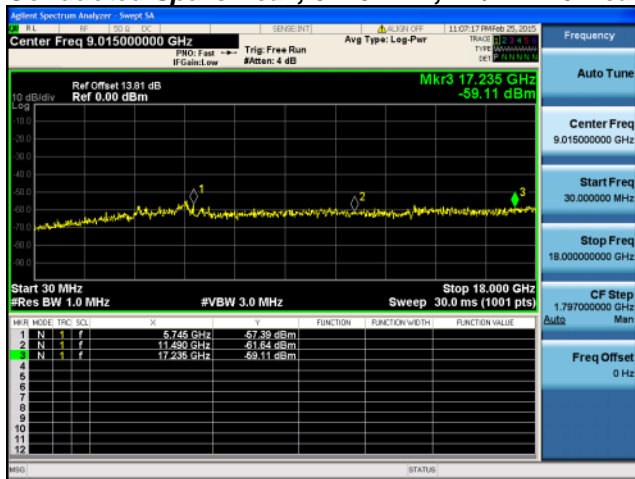 Agilent Spectrum Analyzer - Swept SA
RL RF 50 Ω DC SENSE:INT ALIGN OFF 11:07:17 PM Feb 25, 2015
Center Freq 9.015000000 GHz
PNO: Fast
IFGain:Low
Trig: Free Run
#Atten: 4 dB
Avg Type: Log-Pwr
TRACE 1 2 3 4 5 6
TYPE
DET P N N N N N
Ref Offset 13.81 dB
10 dB/div Ref 0.00 dBm
Log
Mkr3 17.235 GHz
-59.11 dBm
-10.0
-20.0
-30.0
-40.0
-50.0
-60.0
-70.0
-80.0
-90.0
1
2
3
Start 30 MHz
Stop 18.000 GHz
#Res BW 1.0 MHz #VBW 3.0 MHz Sweep 30.0 ms (1001 pts)
MKR MODE TRC SCL X Y FUNCTION FUNCTION WIDTH FUNCTION VALUE
1 N 1 f 5.745 GHz -57.39 dBm
2 N 1 f 11.490 GHz -61.64 dBm
3 N 1 f 17.235 GHz -59.11 dBm
4
5
6
7
8
9
10
11
12
MSG STATUS
Frequency
Auto Tune
Center Freq
9.015000000 GHz
Start Freq
30.000000 MHz
Stop Freq
18.000000000 GHz
CF Step
1.797000000 GHz
Auto Man
Freq Offset
0 Hz